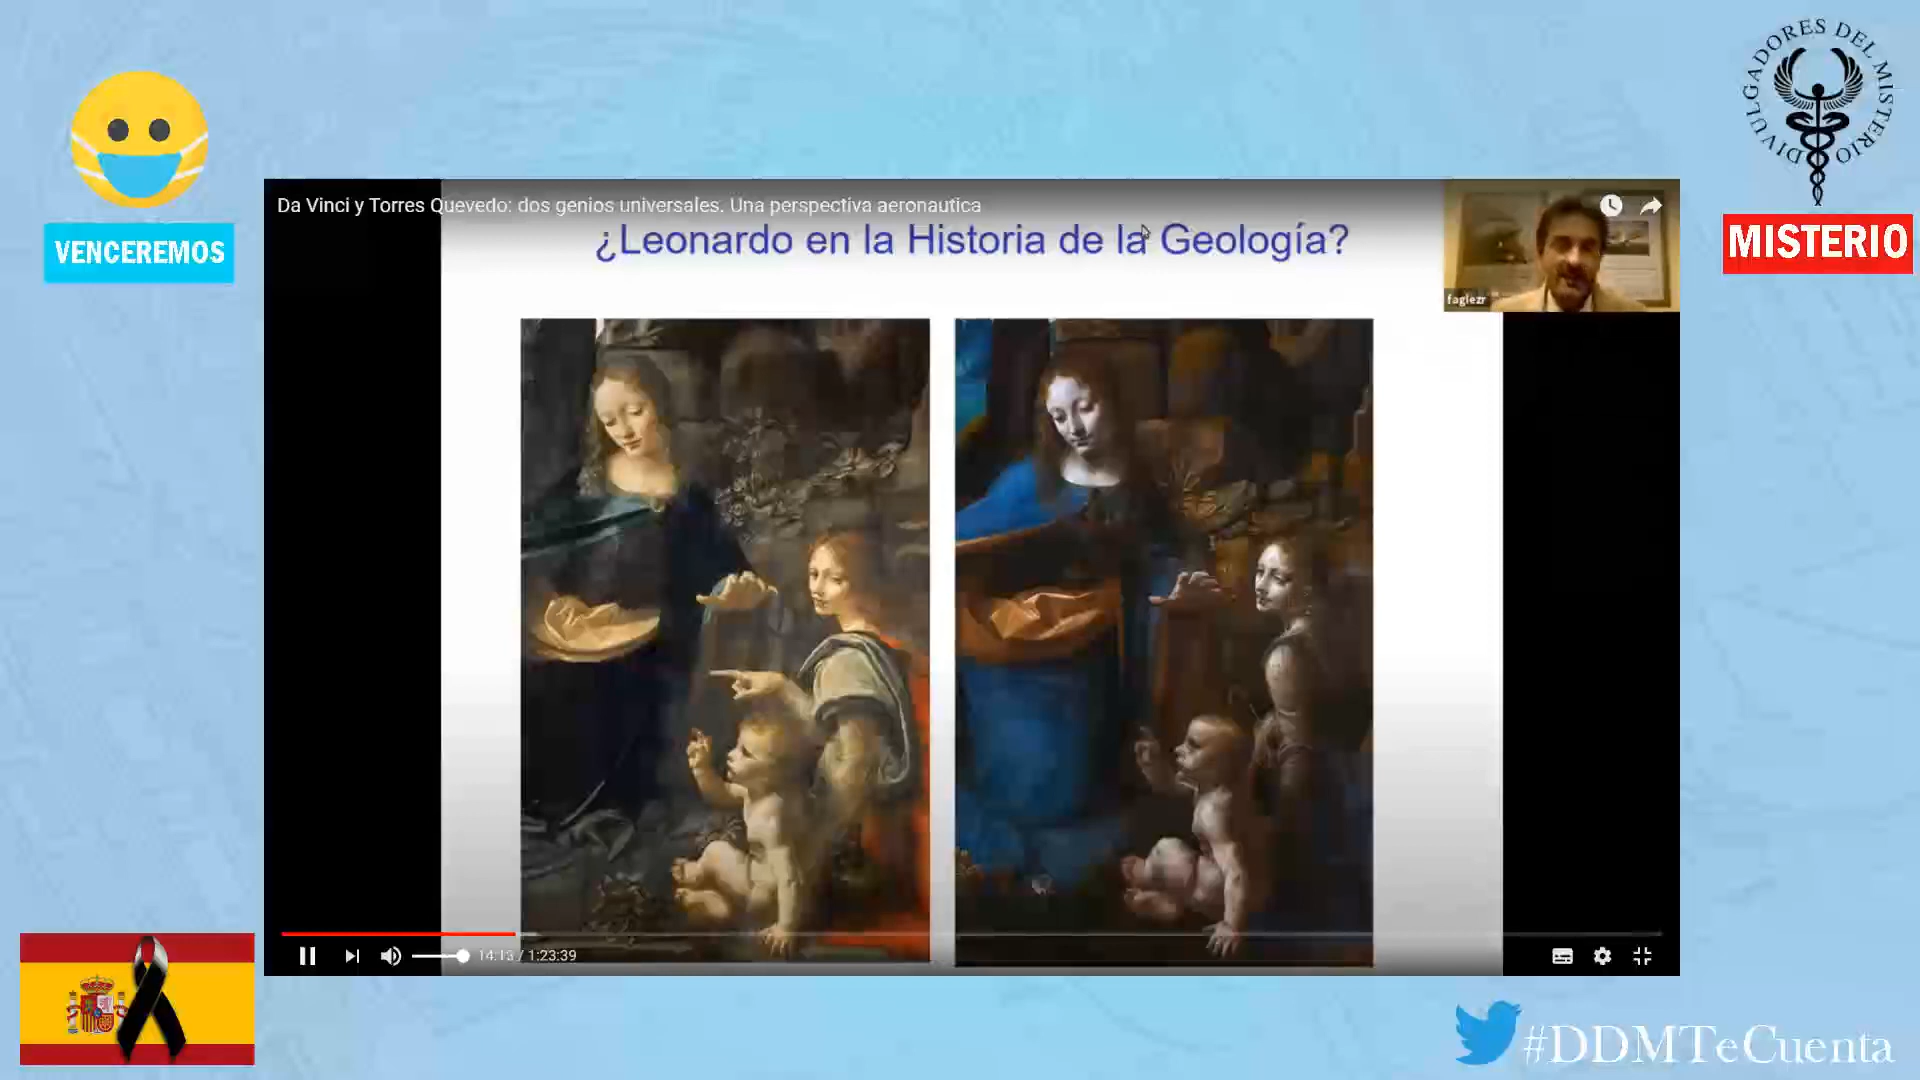 DIVULGADORES DEL MISTERIO
VENCEREMOS
MISTERIO
Da Vinci y Torres Quevedo: dos genios universales. Una perspectiva aeronautica
¿Leonardo en la Historia de la Geología?
faglezr
14:13 / 1:23:39
#DDMTeCuenta